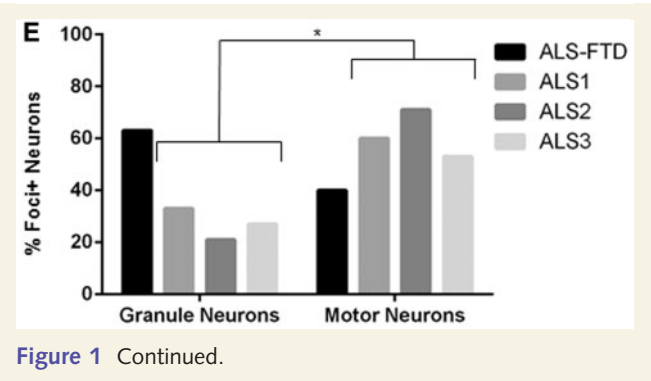 E
100
*
ALS-FTD
80
ALS1
ALS2
60
ALS3
% Foci+ Neurons
40
20
0
Granule Neurons Motor Neurons
Figure 1 Continued.